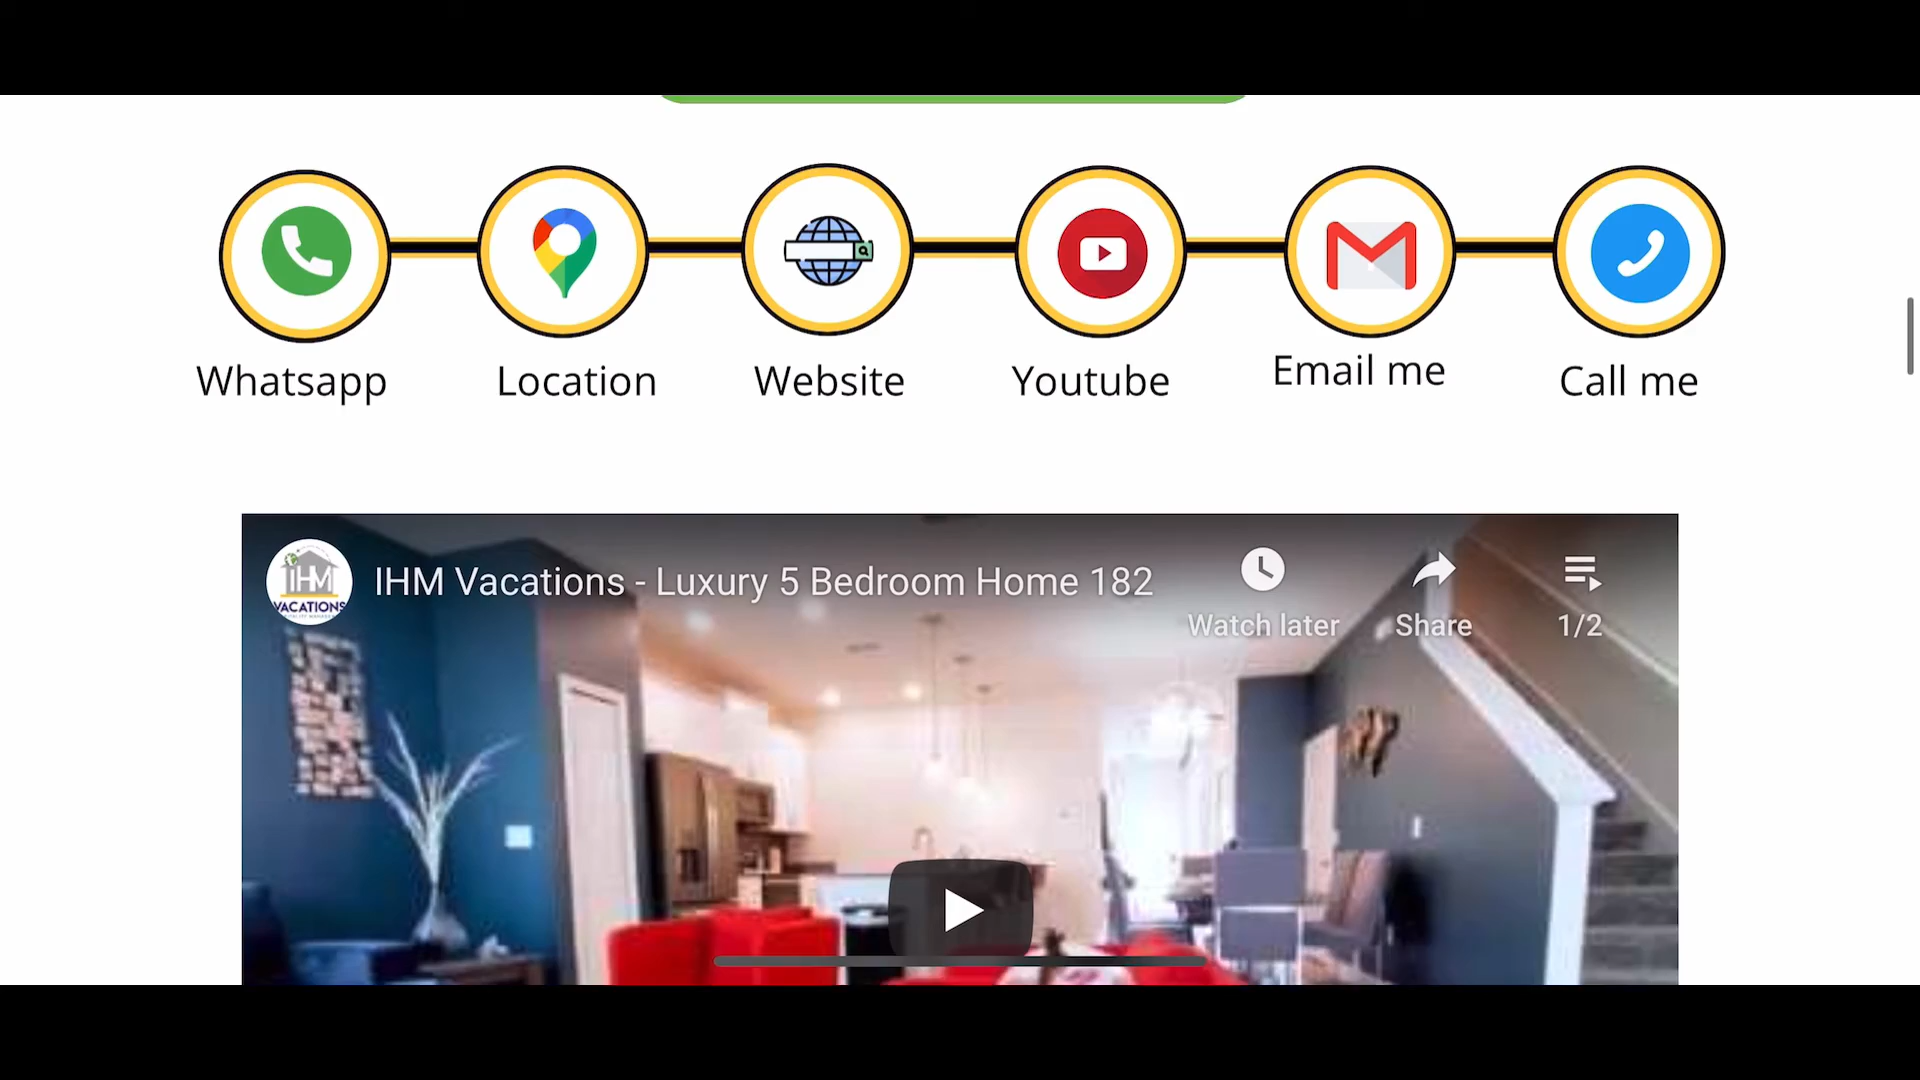 Whatsapp
Location
Website
Youtube
Email me
Call me
IHM
VACATIONS
IHM Vacations - Luxury 5 Bedroom Home 182
Watch later
Share
1/2